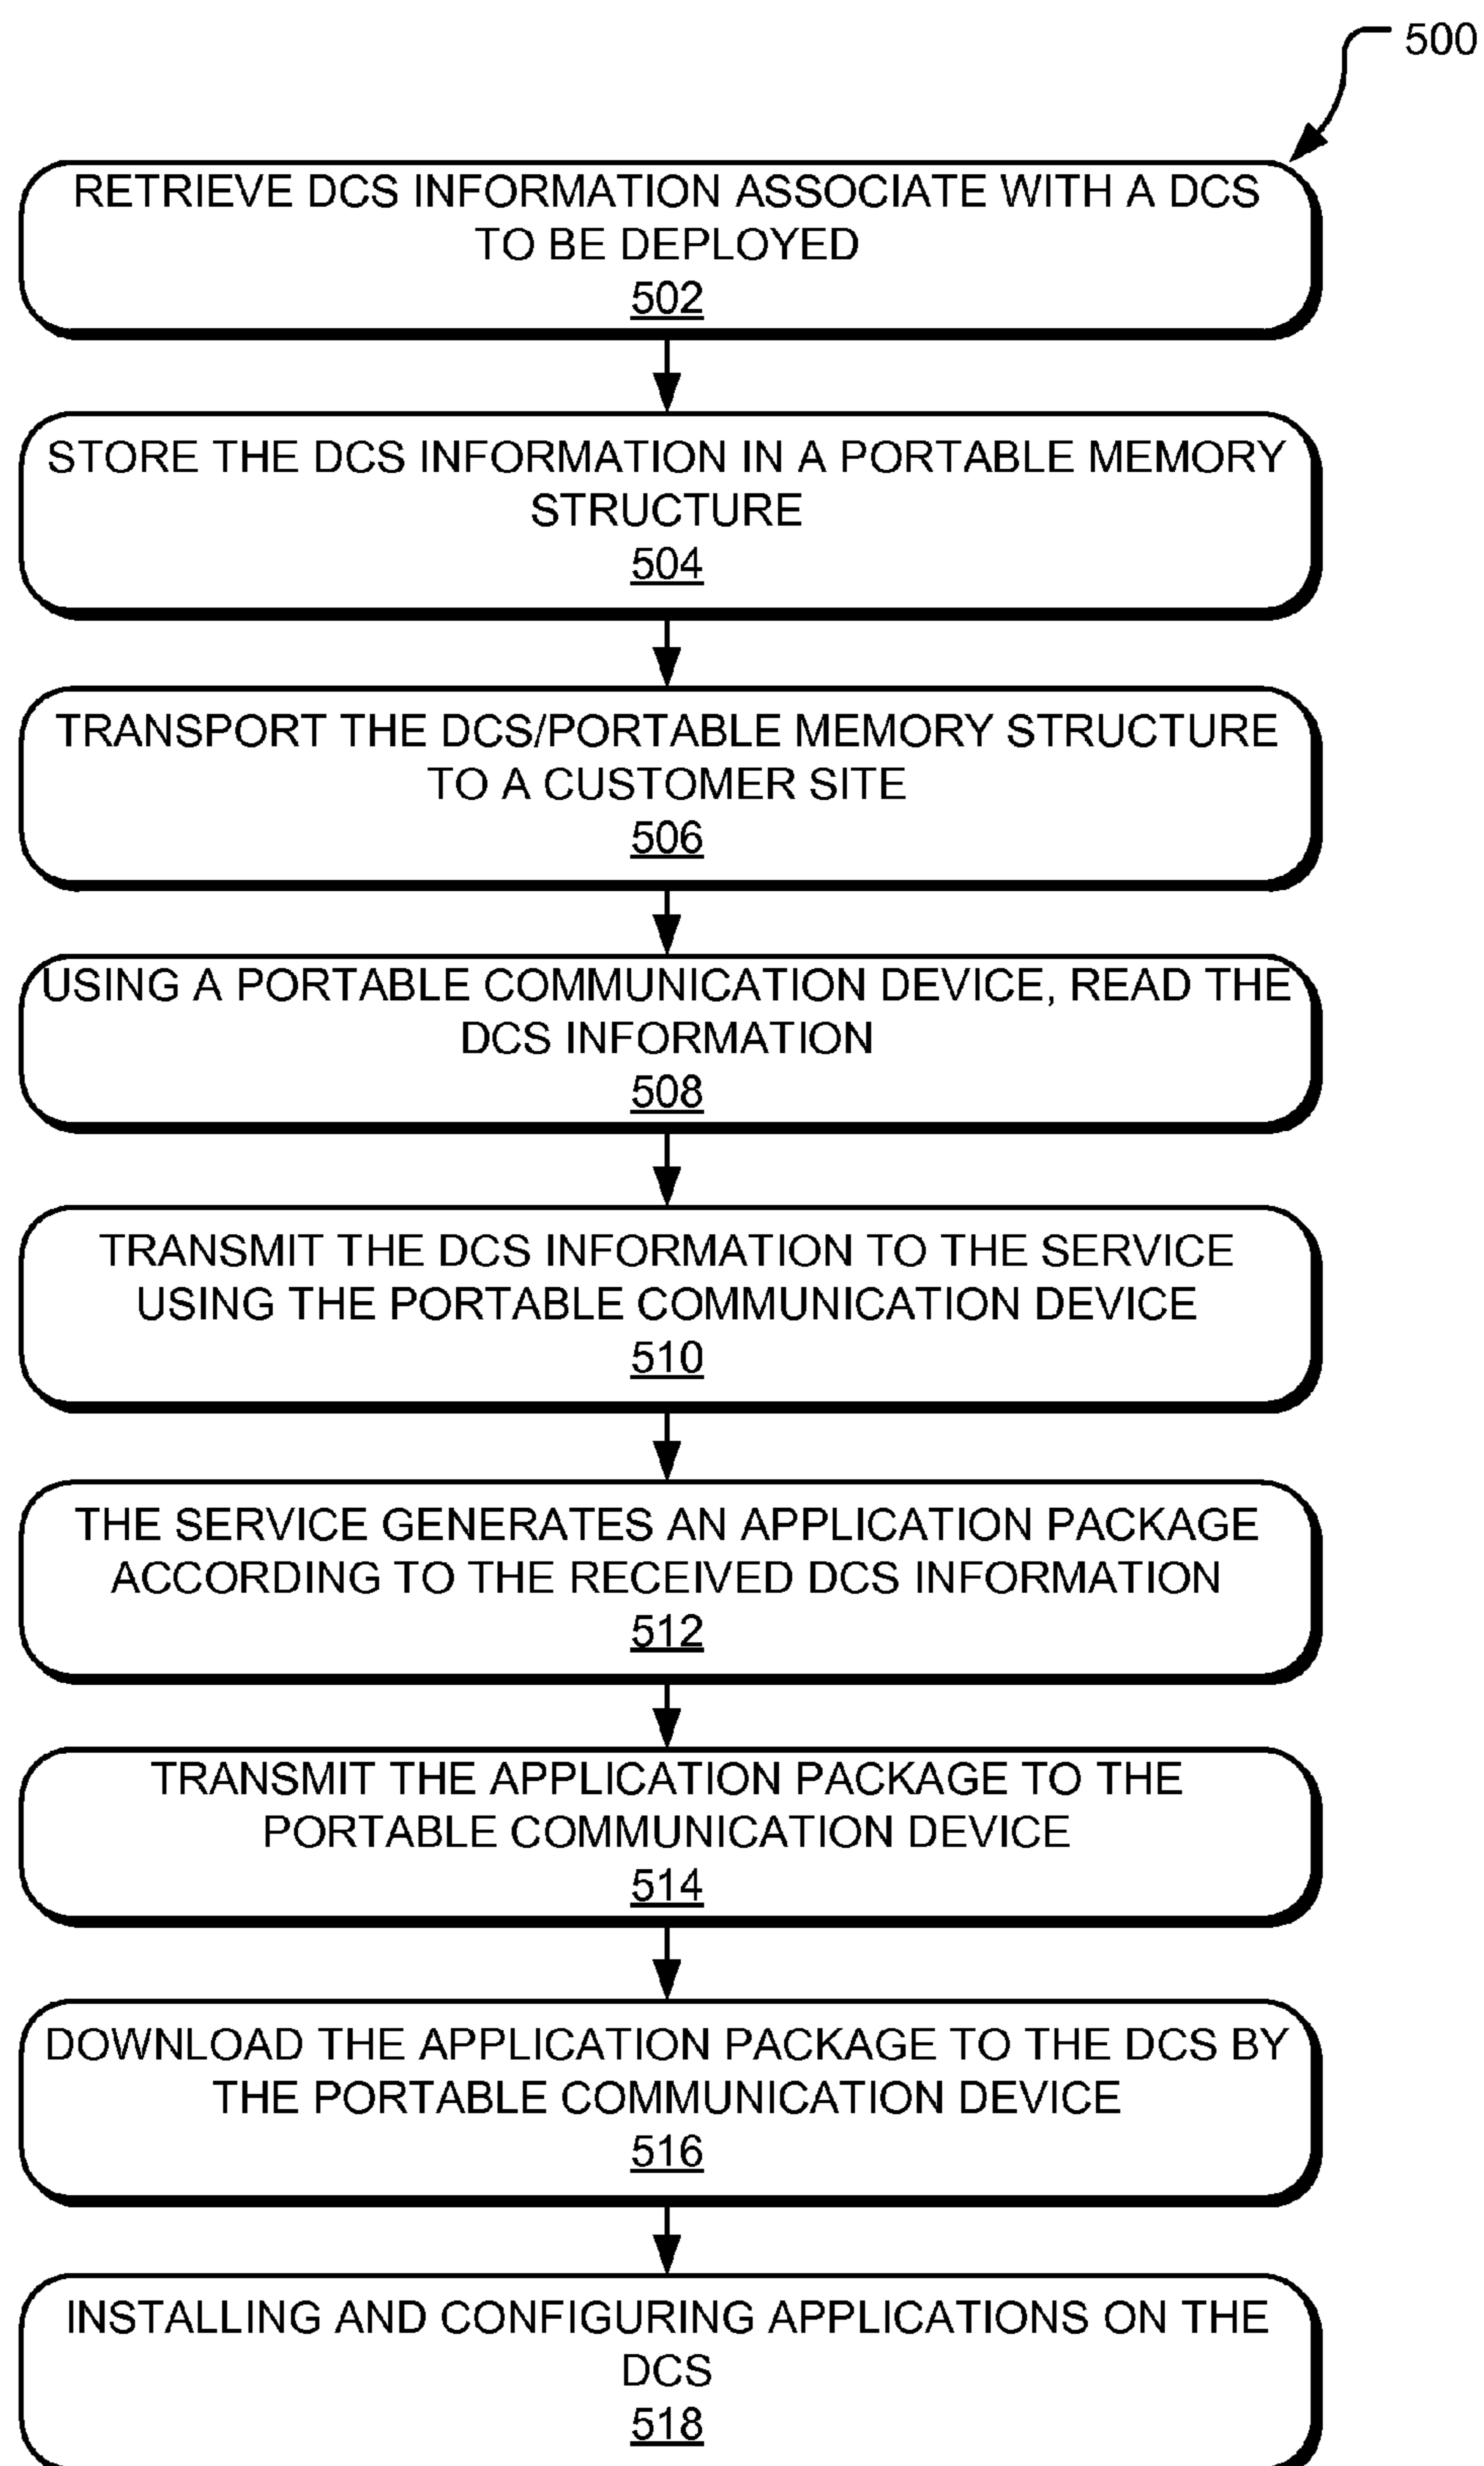 500
RETRIEVE DCS INFORMATION ASSOCIATE WITH A DCS
TO BE DEPLOYED
502
STORE THE DCS INFORMATION IN A PORTABLE MEMORY
STRUCTURE
504
TRANSPORT THE DCS/PORTABLE MEMORY STRUCTURE
TO A CUSTOMER SITE
506
USING A PORTABLE COMMUNICATION DEVICE, READ THE
DCS INFORMATION
508
TRANSMIT THE DCS INFORMATION TO THE SERVICE
USING THE PORTABLE COMMUNICATION DEVICE
510
THE SERVICE GENERATES AN APPLICATION PACKAGE
ACCORDING TO THE RECEIVED DCS INFORMATION
512
TRANSMIT THE APPLICATION PACKAGE TO THE
PORTABLE COMMUNICATION DEVICE
514
DOWNLOAD THE APPLICATION PACKAGE TO THE DCS BY
THE PORTABLE COMMUNICATION DEVICE
516
INSTALLING AND CONFIGURING APPLICATIONS ON THE
DCS
518